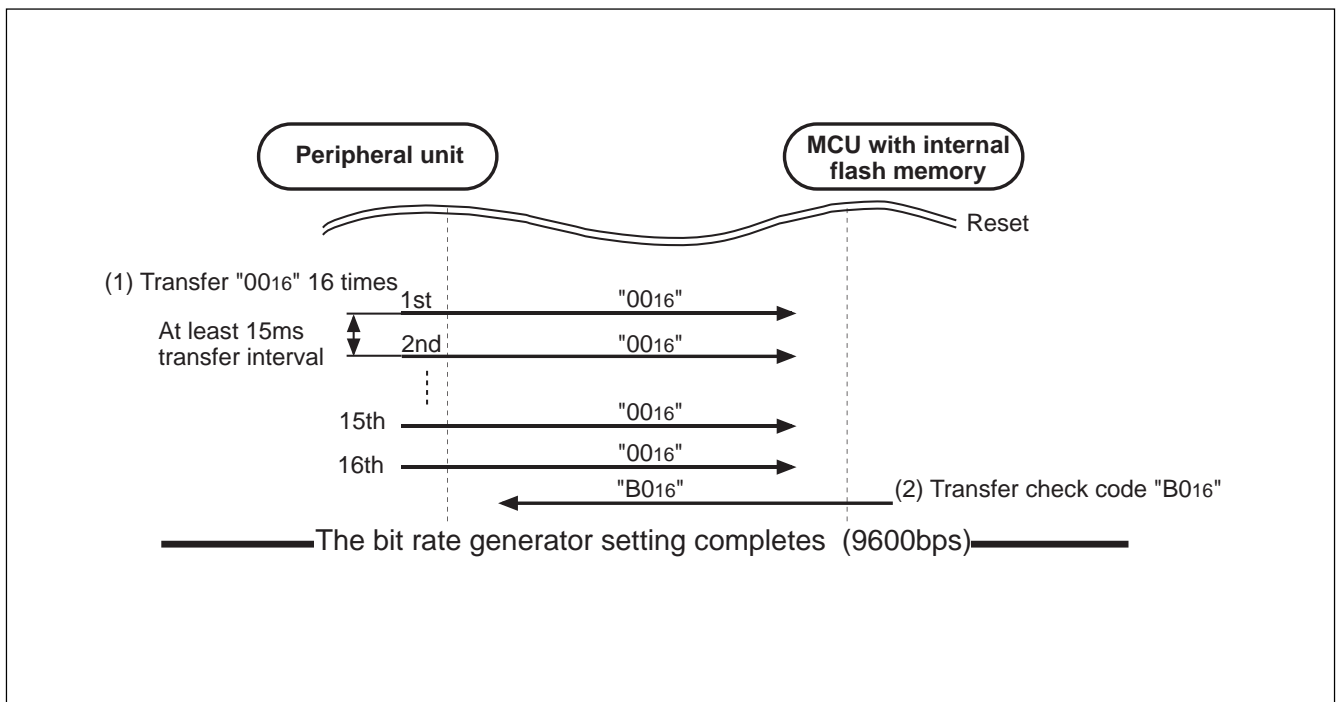 Peripheral unit
MCU with internal
flash memory
Reset
(1) Transfer "0016" 16 times
1st
"0016"
At least 15ms
transfer interval
2nd
"0016"
15th
"0016"
16th
"0016"
"B016"
(2) Transfer check code "B016"
The bit rate generator setting completes (9600bps)